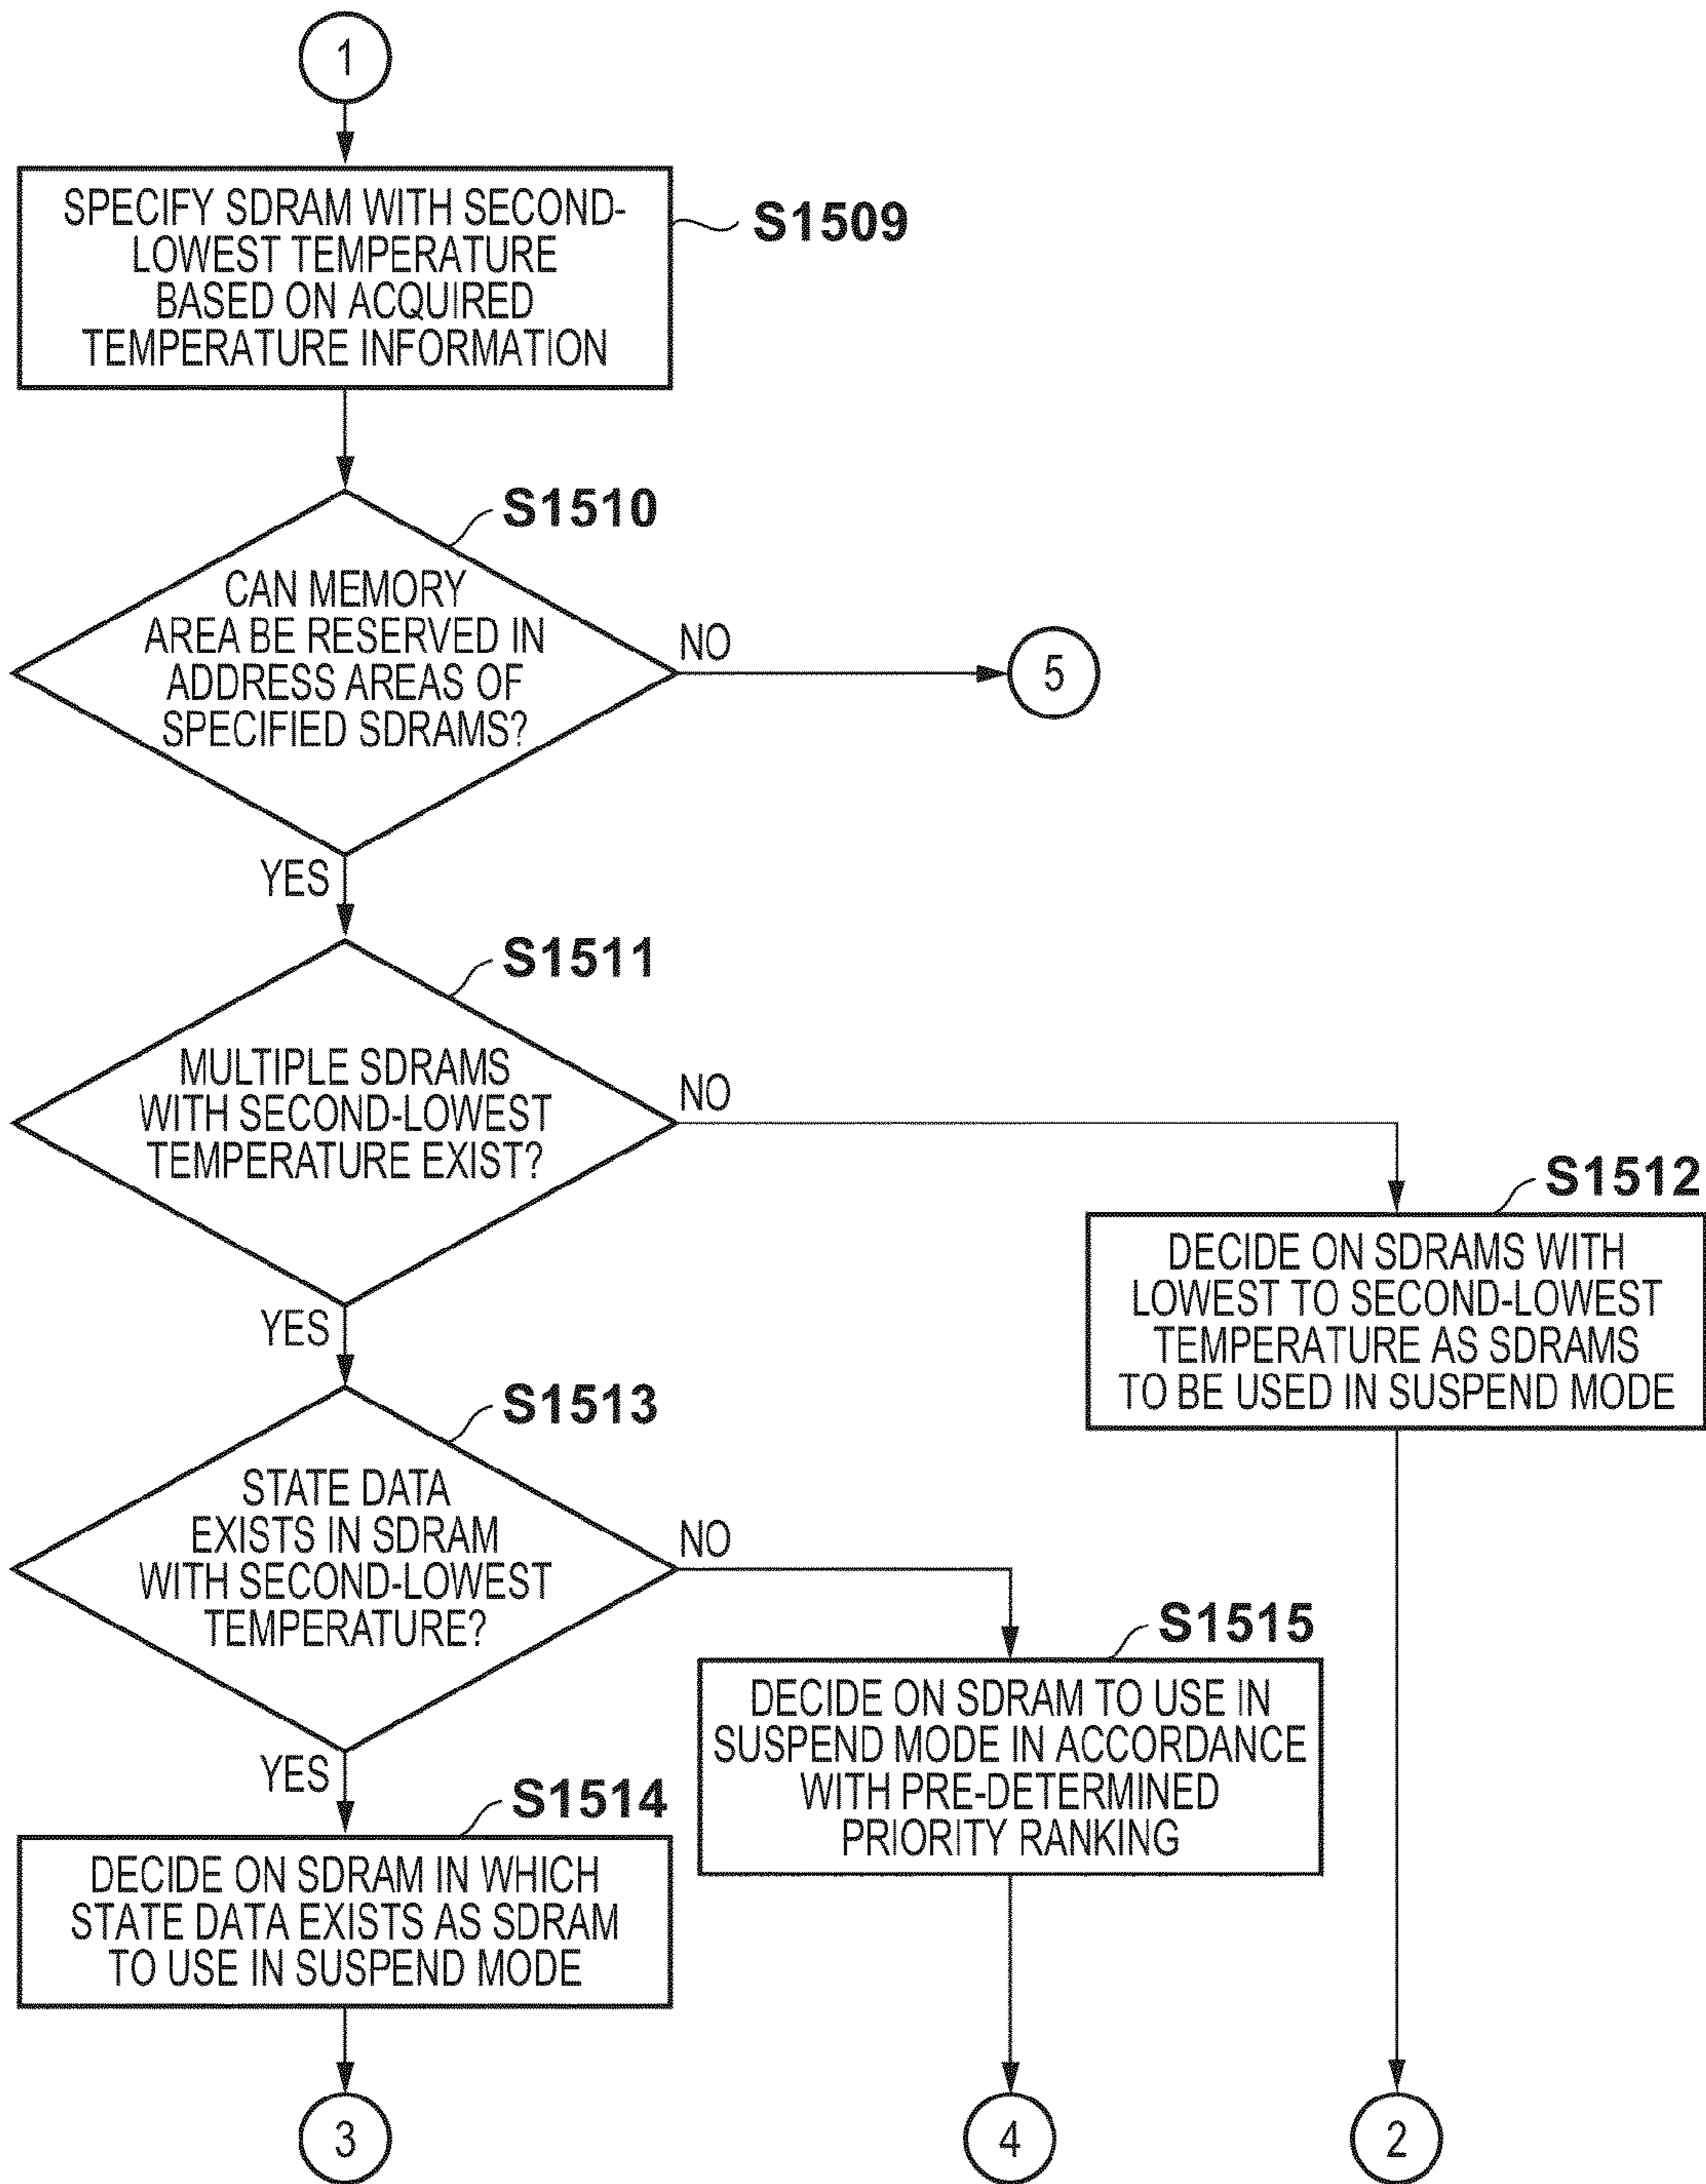 1
SPECIFY SDRAM WITH SECOND-
LOWEST TEMPERATURE
BASED ON ACQUIRED
TEMPERATURE INFORMATION
S1509
S1510
CAN MEMORY
AREA BE RESERVED IN
ADDRESS AREAS OF
SPECIFIED SDRAMS?
NO
5
YES
S1511
MULTIPLE SDRAMS
WITH SECOND-LOWEST
TEMPERATURE EXIST?
NO
S1512
DECIDE ON SDRAMS WITH
LOWEST TO SECOND-LOWEST
TEMPERATURE AS SDRAMS
TO BE USED IN SUSPEND MODE
YES
S1513
STATE DATA
EXISTS IN SDRAM
WITH SECOND-LOWEST
TEMPERATURE?
NO
S1515
DECIDE ON SDRAM TO USE IN
SUSPEND MODE IN ACCORDANCE
WITH PRE-DETERMINED
PRIORITY RANKING
YES
S1514
DECIDE ON SDRAM IN WHICH
STATE DATA EXISTS AS SDRAM
TO USE IN SUSPEND MODE
3
4
2